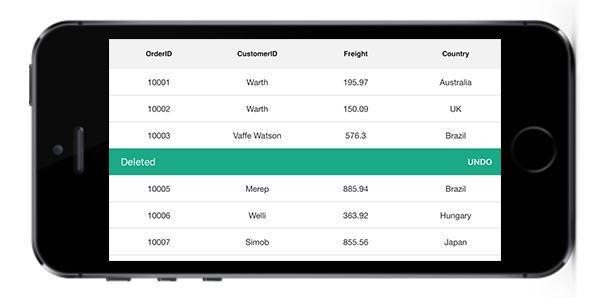 OrderID CustomerID Freight Country
10001 Warth 195.97 Australia
10002 Warth 150.09 UK
10003 Vaffe Watson 576.3 Brazil
Deleted UNDO
10005 Merep 885.94 Brazil
10006 Welli 363.92 Hungary
10007 Simob 855.56 Japan